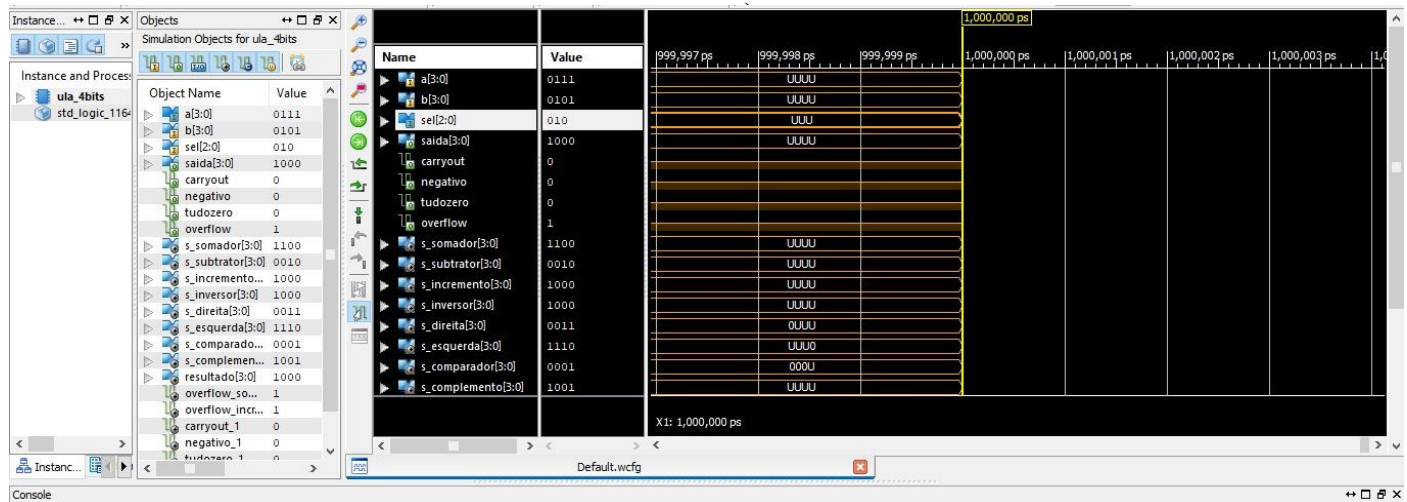 Instance...
Objects
Simulation Objects for ula_4bits
»
Instance and Process
ula_4bits
std_logic_1164
Object Name Value
a[3:0] 0111
b[3:0] 0101
sel[2:0] 010
saida[3:0] 1000
carryout 0
negativo 0
tudozero 0
overflow 1
s_somador[3:0] 1100
s_subtrator[3:0] 0010
s_incremento... 1000
s_inversor[3:0] 1000
s_direita[3:0] 0011
s_esquerda[3:0] 1110
s_comparado... 0001
s_complemen... 1001
resultado[3:0] 1000
overflow_so... 1
overflow_incr... 1
carryout_1 0
negativo_1 0
tudozero_1 0
Instanc...
1,000,000 ps
Name Value 999,997 ps 999,998 ps 999,999 ps 1,000,000 ps 1,000,001 ps 1,000,002 ps 1,000,003 ps 1,0
a[3:0] 0111 UUUU
b[3:0] 0101 UUUU
sel[2:0] 010 UUU
saida[3:0] 1000 UUUU
carryout 0
negativo 0
tudozero 0
overflow 1
s_somador[3:0] 1100 UUUU
s_subtrator[3:0] 0010 UUUU
s_incremento[3:0] 1000 UUUU
s_inversor[3:0] 1000 UUUU
s_direita[3:0] 0011 0UUU
s_esquerda[3:0] 1110 UUU0
s_comparador[3:0] 0001 000U
s_complemento[3:0] 1001 UUUU
X1: 1,000,000 ps
Default.wcfg
Console